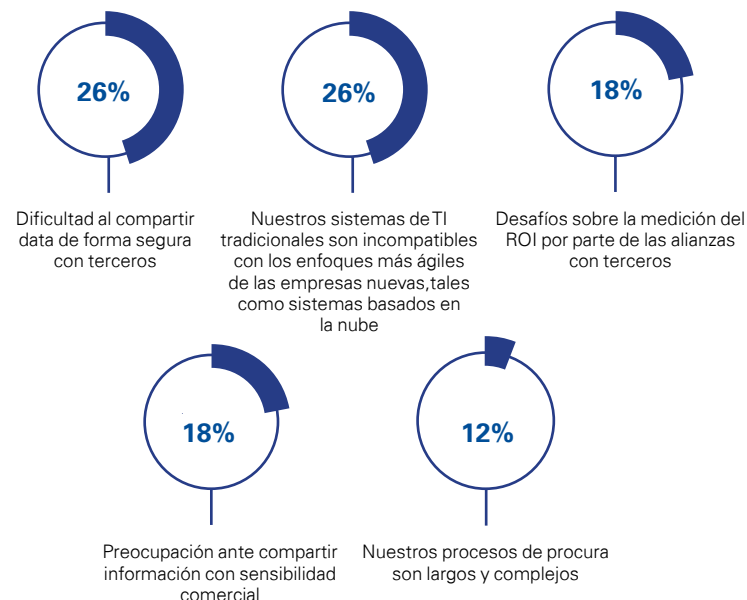 26%
Dificultad al compartir
data de forma segura
con terceros
26%
Nuestros sistemas de TI
tradicionales son incompatibles
con los enfoques más ágiles
de las empresas nuevas,tales
como sistemas basados en
la nube
18%
Desafíos sobre la medición del
ROI por parte de las alianzas
con terceros
18%
Preocupación ante compartir
información con sensibilidad
comercial
12%
Nuestros procesos de procura
son largos y complejos